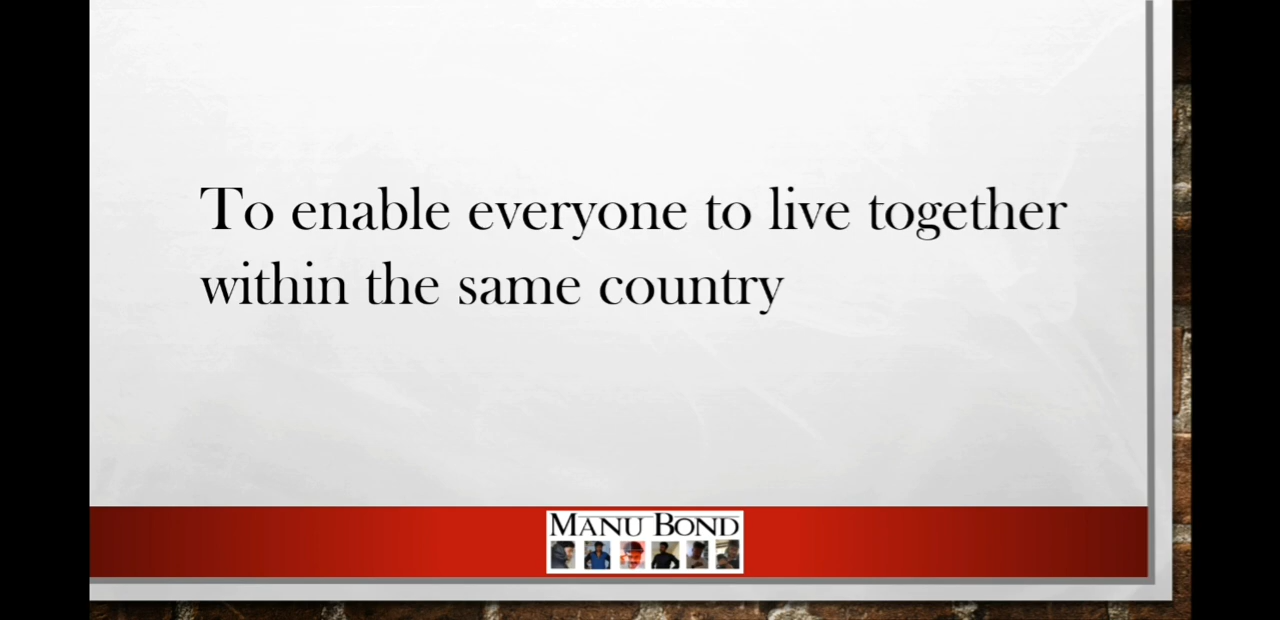 To enable everyone to live together
within the same country
MANU BOND